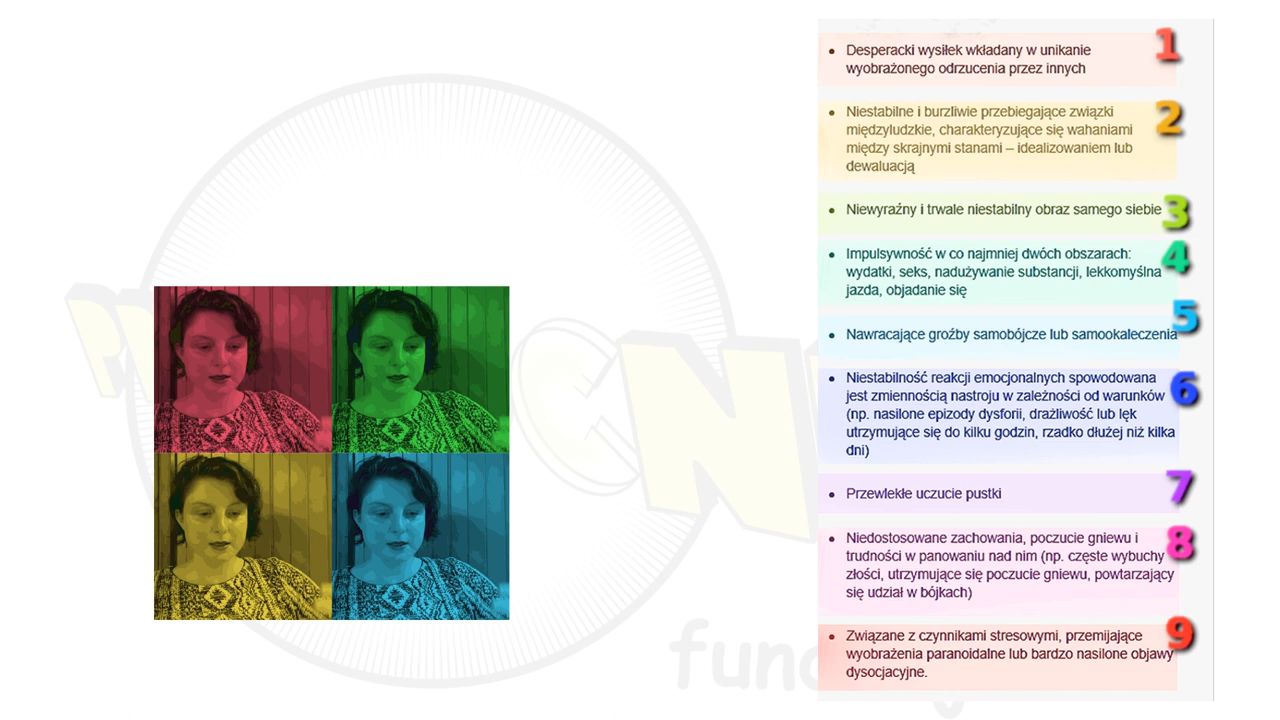 Desperacki wysiłek wkładany w unikanie
wyobrażonego odrzucenia przez innych
1
Niestabilne i burzliwie przebiegające związki
międzyludzkie, charakteryzujące się wahaniami
między skrajnymi stanami – idealizowaniem lub
dewaluacją
2
Niewyraźny i trwale niestabilny obraz samego siebie
3
Impulsywność w co najmniej dwóch obszarach:
wydatki, seks, nadużywanie substancji, lekkomyślna
jazda, objadanie się
4
Nawracające groźby samobójcze lub samookaleczenia
5
Niestabilność reakcji emocjonalnych spowodowana
jest zmiennością nastroju w zależności od warunków
(np. nasilone epizody dysforii, drażliwość lub lęk
utrzymujące się do kilku godzin, rzadko dłużej niż kilka
dni)
6
Przewlekłe uczucie pustki
7
Niedostosowane zachowania, poczucie gniewu i
trudności w panowaniu nad nim (np. częste wybuchy
złości, utrzymujące się poczucie gniewu, powtarzający
się udział w bójkach)
8
Związane z czynnikami stresowymi, przemijające
wyobrażenia paranoidalne lub bardzo nasilone objawy
dysocjacyjne.
9